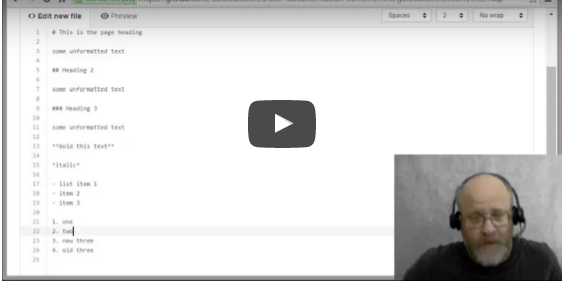 <> Edit new file Preview Spaces 2 No wrap
1 # This is the page heading
2
3 some unformatted text
4
5 ## Heading 2
6
7 some unformatted text
8
9 ### Heading 3
10
11 some unformatted text
12
13 **bold this text**
14
15 *italic*
16
17 - list item 1
18 - item 2
19 - item 3
20
21 1. one
22 2. two
23 3. new three
24 4. old three
25